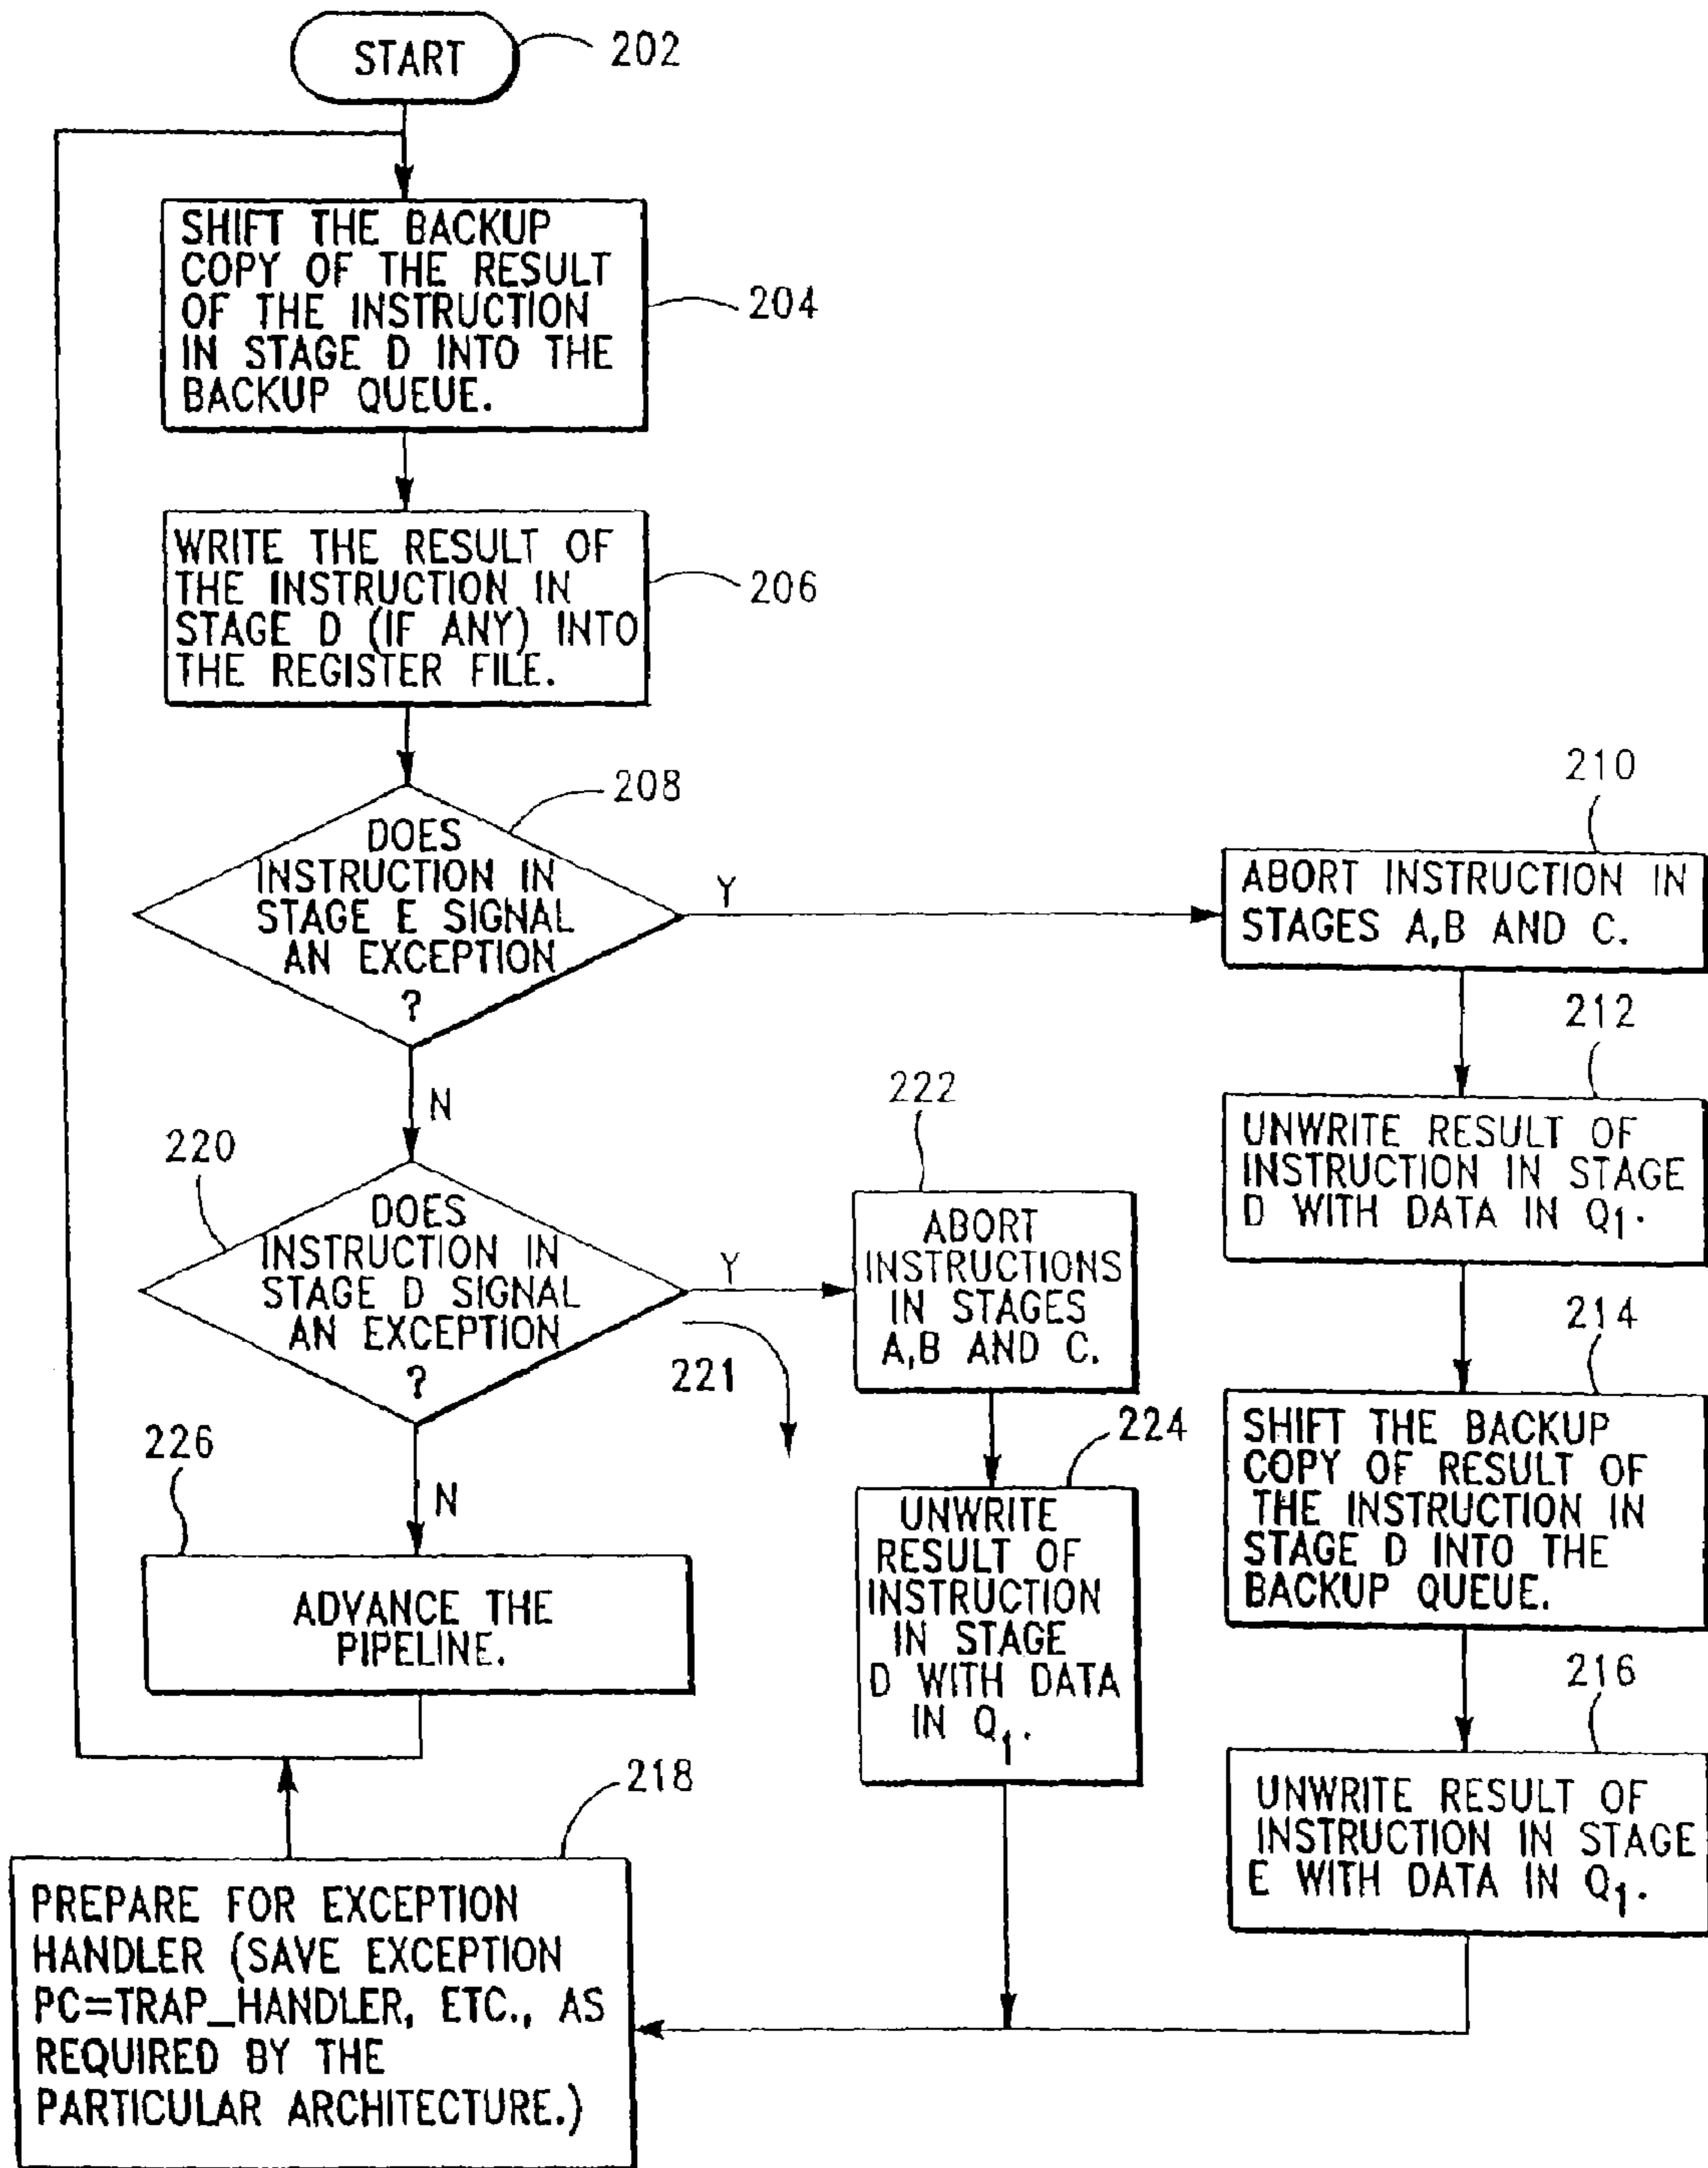 START
202
SHIFT THE BACKUP
COPY OF THE RESULT
OF THE INSTRUCTION
IN STAGE D INTO THE
BACKUP QUEUE.
204
WRITE THE RESULT OF
THE INSTRUCTION IN
STAGE D (IF ANY) INTO
THE REGISTER FILE.
206
208
DOES
INSTRUCTION IN
STAGE E SIGNAL
AN EXCEPTION
?
Y
N
210
ABORT INSTRUCTION IN
STAGES A,B AND C.
212
UNWRITE RESULT OF
INSTRUCTION IN STAGE
D WITH DATA IN Q1.
214
SHIFT THE BACKUP
COPY OF RESULT OF
THE INSTRUCTION IN
STAGE D INTO THE
BACKUP QUEUE.
216
UNWRITE RESULT OF
INSTRUCTION IN STAGE
E WITH DATA IN Q1.
220
DOES
INSTRUCTION IN
STAGE D SIGNAL
AN EXCEPTION
?
Y
221
N
222
ABORT
INSTRUCTIONS
IN STAGES
A,B AND C.
224
UNWRITE
RESULT OF
INSTRUCTION
IN STAGE
D WITH DATA
IN Q1.
226
ADVANCE THE
PIPELINE.
218
PREPARE FOR EXCEPTION
HANDLER (SAVE EXCEPTION
PC=TRAP_HANDLER, ETC., AS
REQUIRED BY THE
PARTICULAR ARCHITECTURE.)